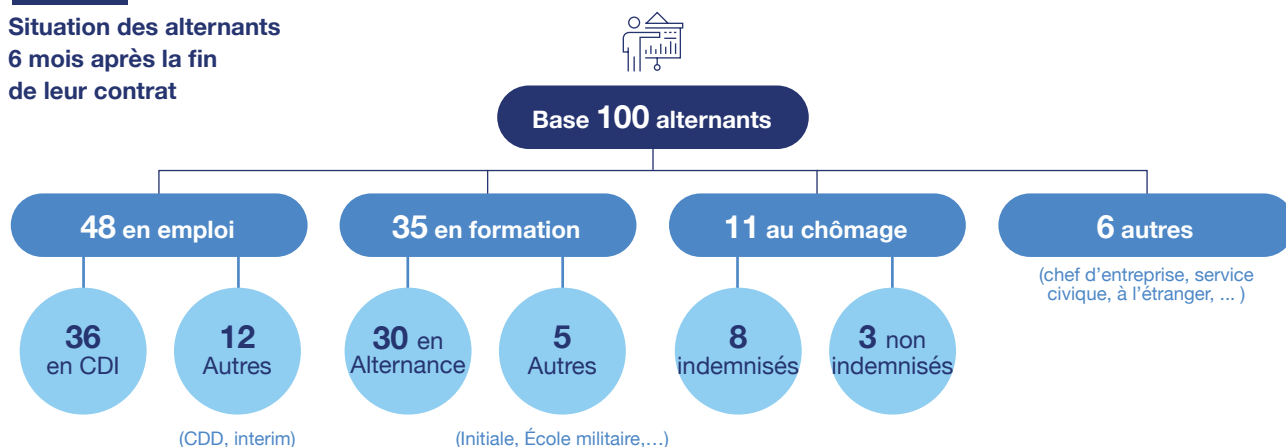 Situation des alternants
6 mois après la fin
de leur contrat
Base 100 alternants
48 en emploi
35 en formation
11 au chômage
6 autres
(chef d'entreprise, service
civique, à l'étranger, ... )
36
en CDI
12
Autres
30 en
Alternance
5
Autres
8
indemnisés
3 non
indemnisés
(CDD, interim)
(Initiale, École militaire,…)